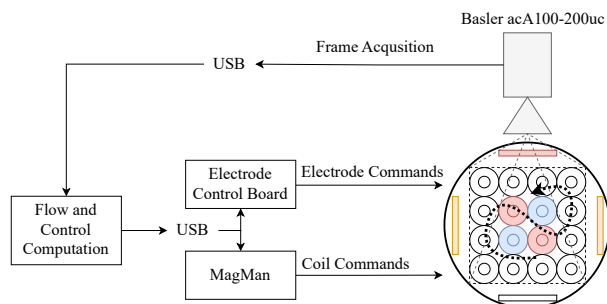 Basler acA100-200uc
Frame Acqusition
USB
Electrode
Control Board
Electrode Commands
Flow and
Control
Computation
USB
MagMan
Coil Commands